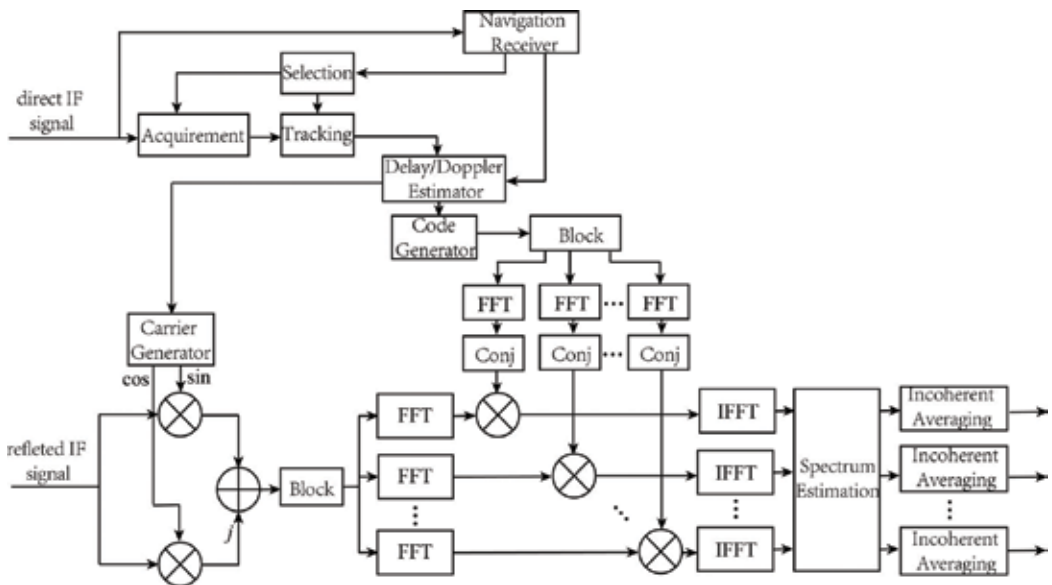 Navigation
Receiver
Selection
direct IF
signal
Acquirement
Tracking
Delay/Doppler
Estimator
Code
Generator
Block
FFT
FFT
...
FFT
Carrier
Generator
Conj
Conj
...
Conj
cos
sin
FFT
IFFT
Incoherent
Averaging
refleted IF
signal
Block
FFT
IFFT
Spectrum
Estimation
Incoherent
Averaging
j
FFT
IFFT
Incoherent
Averaging